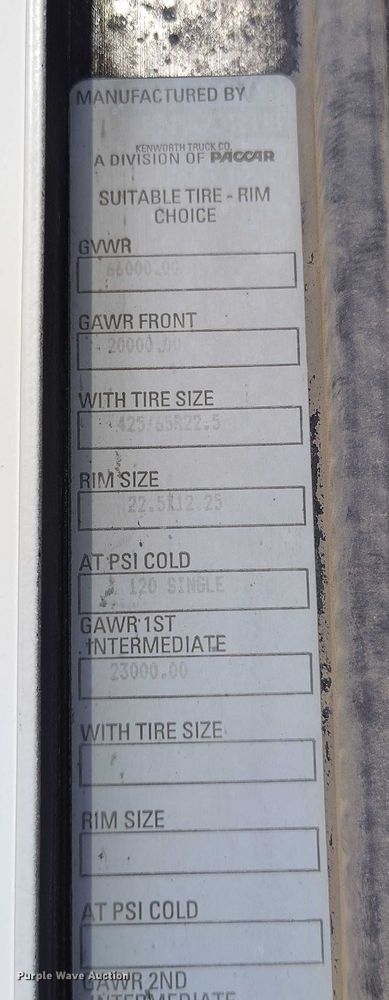 MANUFACTURED BY
KENWORTH TRUCK CO.
A DIVISION OF PACCAR
SUITABLE TIRE - RIM
CHOICE
GVWR
66000.00
GAWR FRONT
20000.00
WITH TIRE SIZE
425/65R22.5
RIM SIZE
22.5X12.25
AT PSI COLD
120 SINGLE
GAWR 1ST
INTERMEDIATE
23000.00
WITH TIRE SIZE
RIM SIZE
AT PSI COLD
GAWR 2ND
INTERMEDIATE
Purple Wave Auction